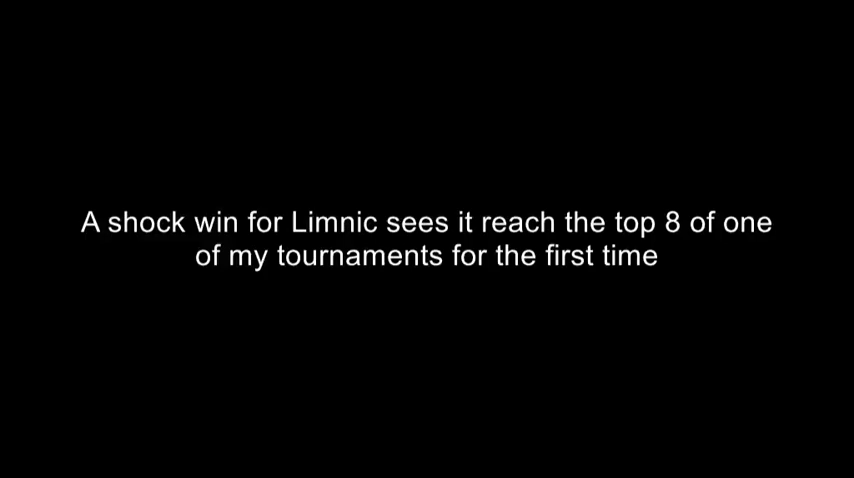 A shock win for Limnic sees it reach the top 8 of one
of my tournaments for the first time